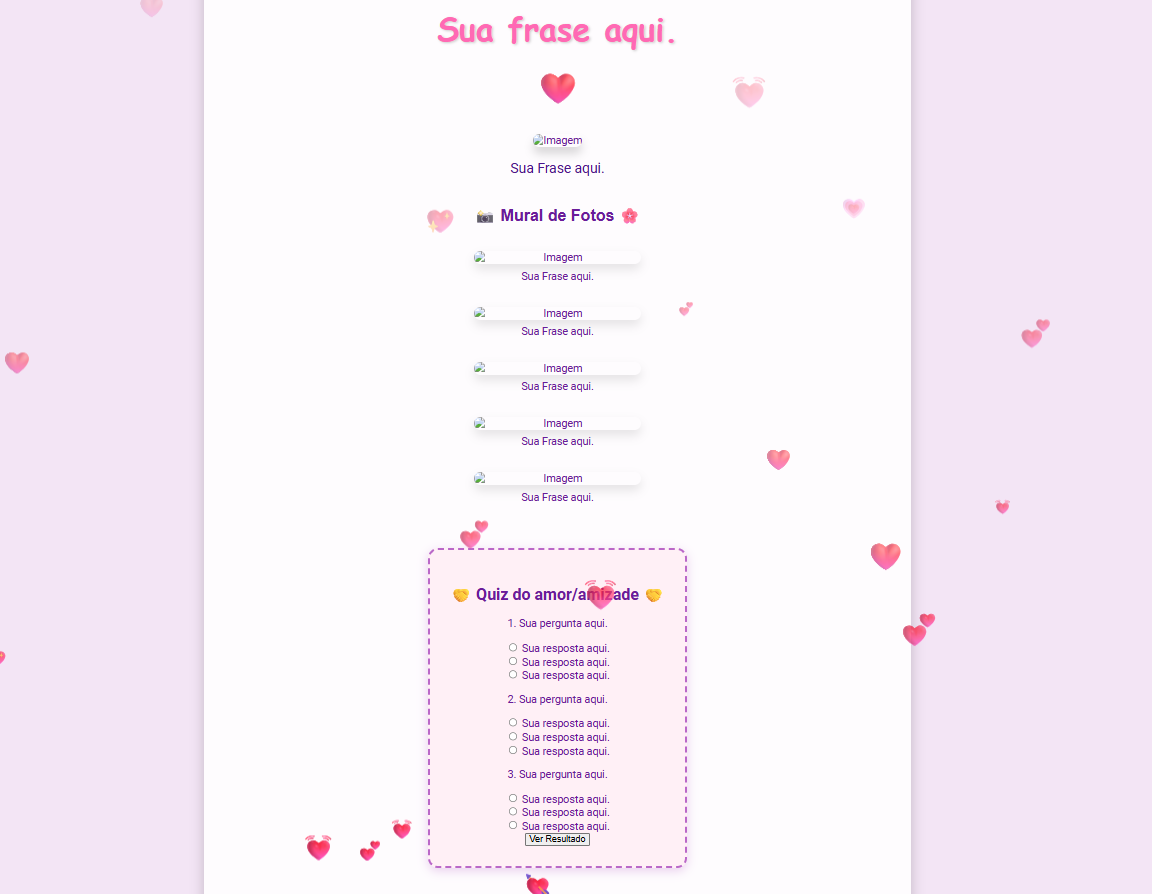 Sua frase aqui.
Imagem
Sua Frase aqui.
📷 Mural de Fotos 🌸
Imagem
Sua Frase aqui.
Imagem
Sua Frase aqui.
Imagem
Sua Frase aqui.
Imagem
Sua Frase aqui.
Imagem
Sua Frase aqui.
🤝 Quiz do amor/amizade 🤝
1. Sua pergunta aqui.
Sua resposta aqui.
Sua resposta aqui.
Sua resposta aqui.
2. Sua pergunta aqui.
Sua resposta aqui.
Sua resposta aqui.
Sua resposta aqui.
3. Sua pergunta aqui.
Sua resposta aqui.
Sua resposta aqui.
Sua resposta aqui.
Ver Resultado